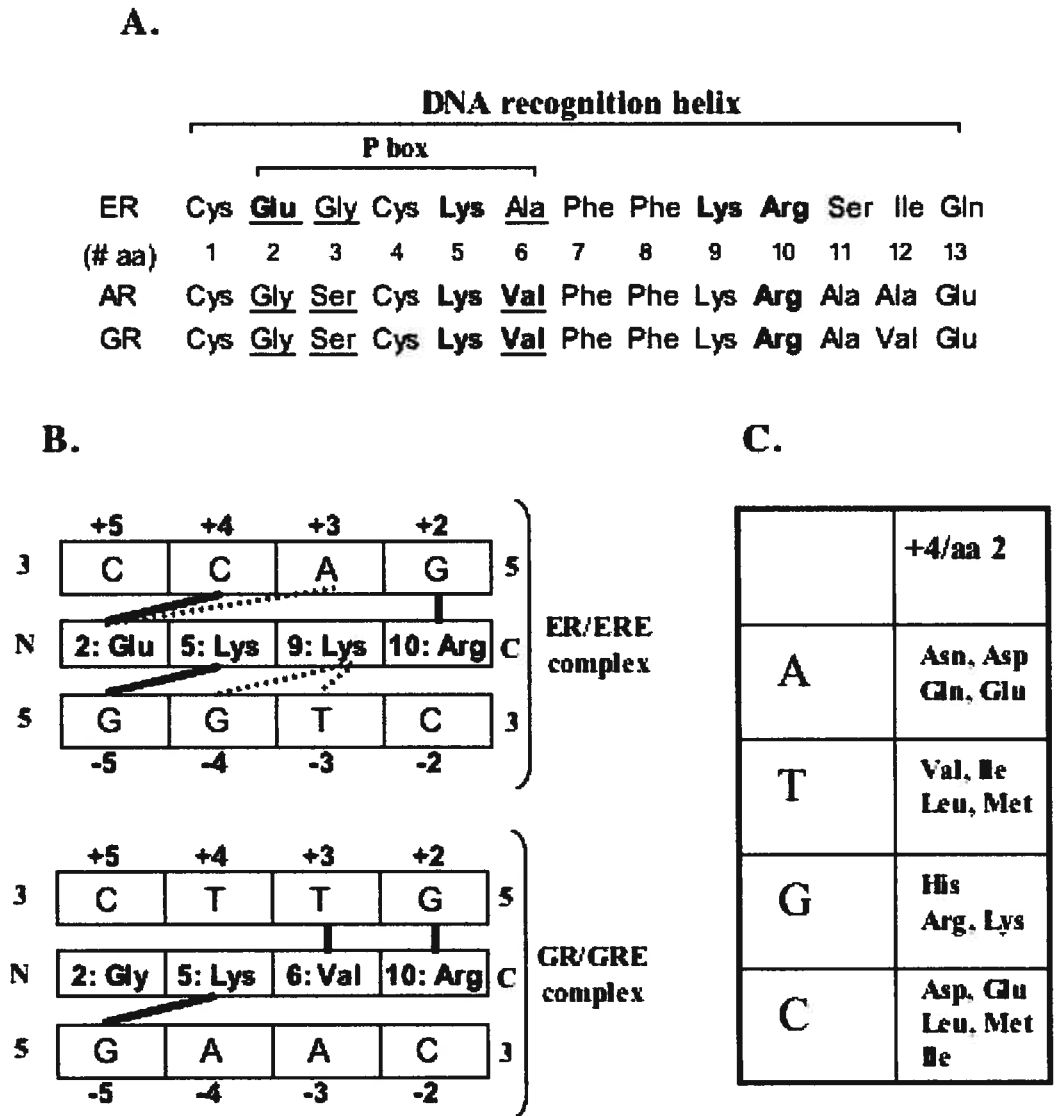 A.
DNA recognition helix
P box
ER Cys Glu Gly Cys Lys Ala Phe Phe Lys Arg Ser Ile Gln
(# aa) 1 2 3 4 5 6 7 8 9 10 11 12 13
AR Cys Gly Ser Cys Lys Val Phe Phe Lys Arg Ala Ala Glu
GR Cys Gly Ser Cys Lys Val Phe Phe Lys Arg Ala Val Glu
B.
+5 +4 +3 +2
3 C C A G 5
N 2: Glu 5: Lys 9: Lys 10: Arg C
5 G G T C 3
-5 -4 -3 -2
ER/ERE
complex
+5 +4 +3 +2
3 C T T G 5
N 2: Gly 5: Lys 6: Val 10: Arg C
5 G A A C 3
-5 -4 -3 -2
GR/GRE
complex
C.
+4/aa 2
A Asn, Asp
Gln, Glu
T Val, Ile
Leu, Met
G His
Arg, Lys
C Asp, Glu
Leu, Met
Ile